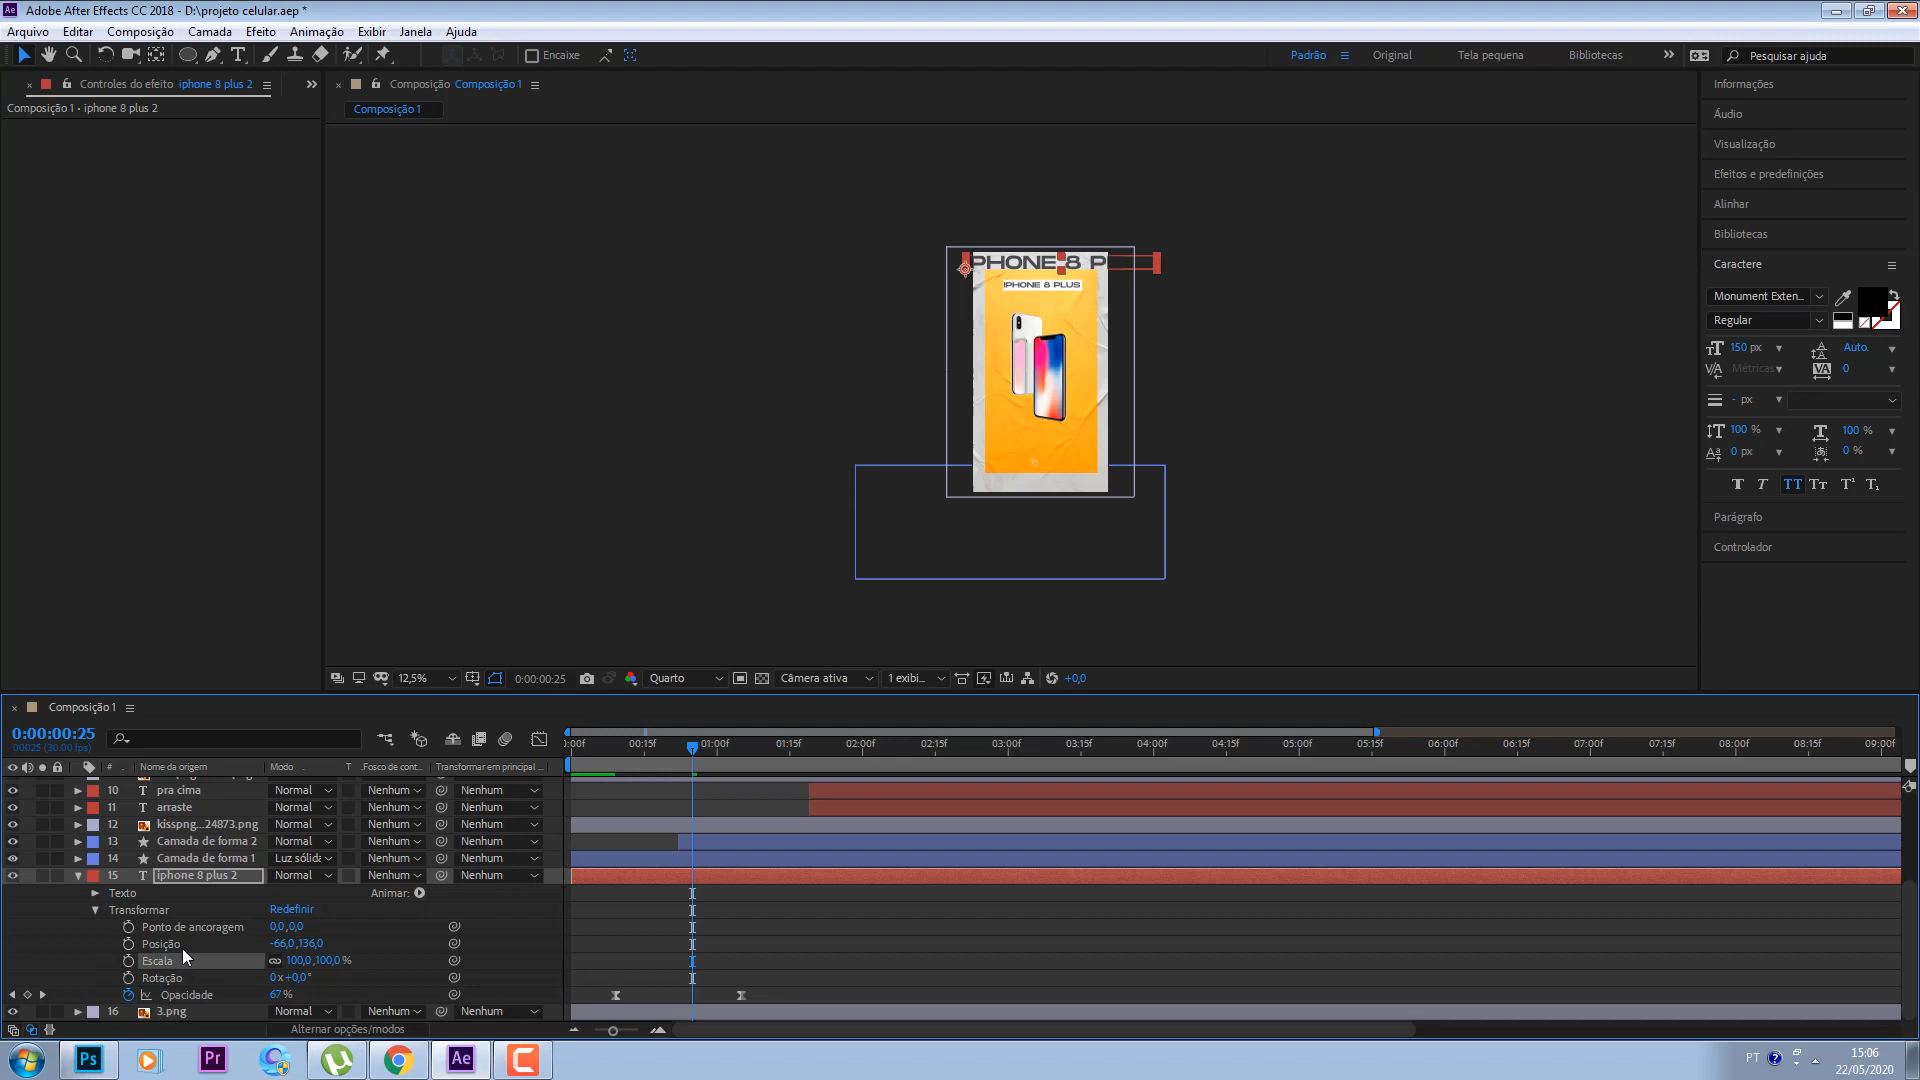 Adobe After Effects CC 2018 - D:\projeto celular.aep *
Arquivo Editar Composição Camada Efeito Animação Exibir Janela Ajuda
Encaixe Padrão Original Tela pequena Bibliotecas Pesquisar ajuda
Controles do efeito iphone 8 plus 2
Composição Composição 1
Composição 1 • iphone 8 plus 2
Composição 1
IPHONE 8 P
IPHONE 8 PLUS
Informações
Áudio
Visualização
Efeitos e predefinições
Alinhar
Bibliotecas
Caractere
Monument Exten...
Regular
150 px Auto.
Métricas 0
- px
100 % 100 %
0 px 0 %
Parágrafo
Controlador
12,5% 0:00:00:25 Quarto Câmera ativa 1 exibi... +0,0
Composição 1
0:00:00:25
00025 (30.00 fps)
:00f 00:15f 01:00f 01:15f 02:00f 02:15f 03:00f 03:15f 04:00f 04:15f 05:00f 05:15f 06:00f 06:15f 07:00f 07:15f 08:00f 08:15f 09:00f
# Nome da origem Modo T .Fosco de cont... Transformar em principal ...
10 pra cima Normal Nenhum Nenhum
11 arraste Normal Nenhum Nenhum
12 kisspng...24873.png Normal Nenhum Nenhum
13 Camada de forma 2 Normal Nenhum Nenhum
14 Camada de forma 1 Luz sólida Nenhum Nenhum
15 iphone 8 plus 2 Normal Nenhum Nenhum
Texto Animar:
Transformar Redefinir
Ponto de ancoragem 0,0,0,0
Posição -66,0,136,0
Escala 100,0,100,0 %
Rotação 0 x +0,0 °
Opacidade 67 %
16 3.png Normal Nenhum Nenhum
Alternar opções/modos
Ps Pr Ae C
PT
15:06
22/05/2020